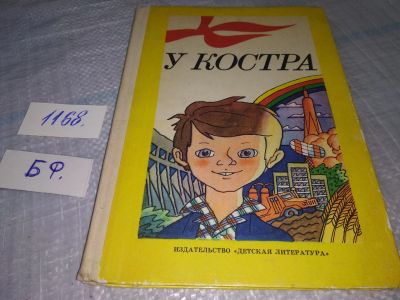 У КОСТРА
1168.
БФ.
ИЗДАТЕЛЬСТВО «ДЕТСКАЯ ЛИТЕРАТУРА»